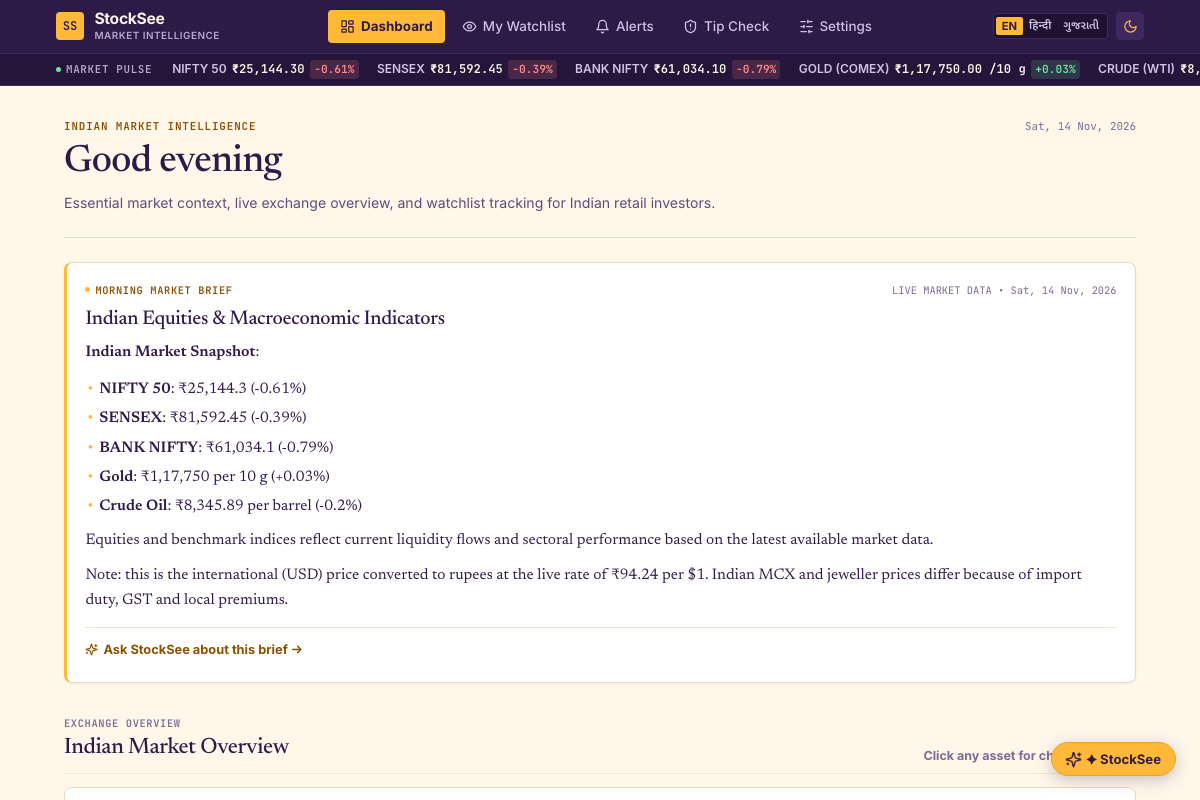 SS
StockSee
MARKET INTELLIGENCE
Dashboard
My Watchlist
Alerts
Tip Check
Settings
EN हिन्दी ગુજરાતી
MARKET PULSE NIFTY 50 ₹25,144.30 -0.61% SENSEX ₹81,592.45 -0.39% BANK NIFTY ₹61,034.10 -0.79% GOLD (COMEX) ₹1,17,750.00 /10 g +0.03% CRUDE (WTI) ₹8,
INDIAN MARKET INTELLIGENCE
Sat, 14 Nov, 2026
Good evening
Essential market context, live exchange overview, and watchlist tracking for Indian retail investors.
MORNING MARKET BRIEF
LIVE MARKET DATA • Sat, 14 Nov, 2026
Indian Equities & Macroeconomic Indicators
Indian Market Snapshot:
• NIFTY 50: ₹25,144.3 (-0.61%)
• SENSEX: ₹81,592.45 (-0.39%)
• BANK NIFTY: ₹61,034.1 (-0.79%)
• Gold: ₹1,17,750 per 10 g (+0.03%)
• Crude Oil: ₹8,345.89 per barrel (-0.2%)
Equities and benchmark indices reflect current liquidity flows and sectoral performance based on the latest available market data.
Note: this is the international (USD) price converted to rupees at the live rate of ₹94.24 per $1. Indian MCX and jeweller prices differ because of import
duty, GST and local premiums.
Ask StockSee about this brief →
EXCHANGE OVERVIEW
Indian Market Overview
Click any asset for ch
✦ StockSee